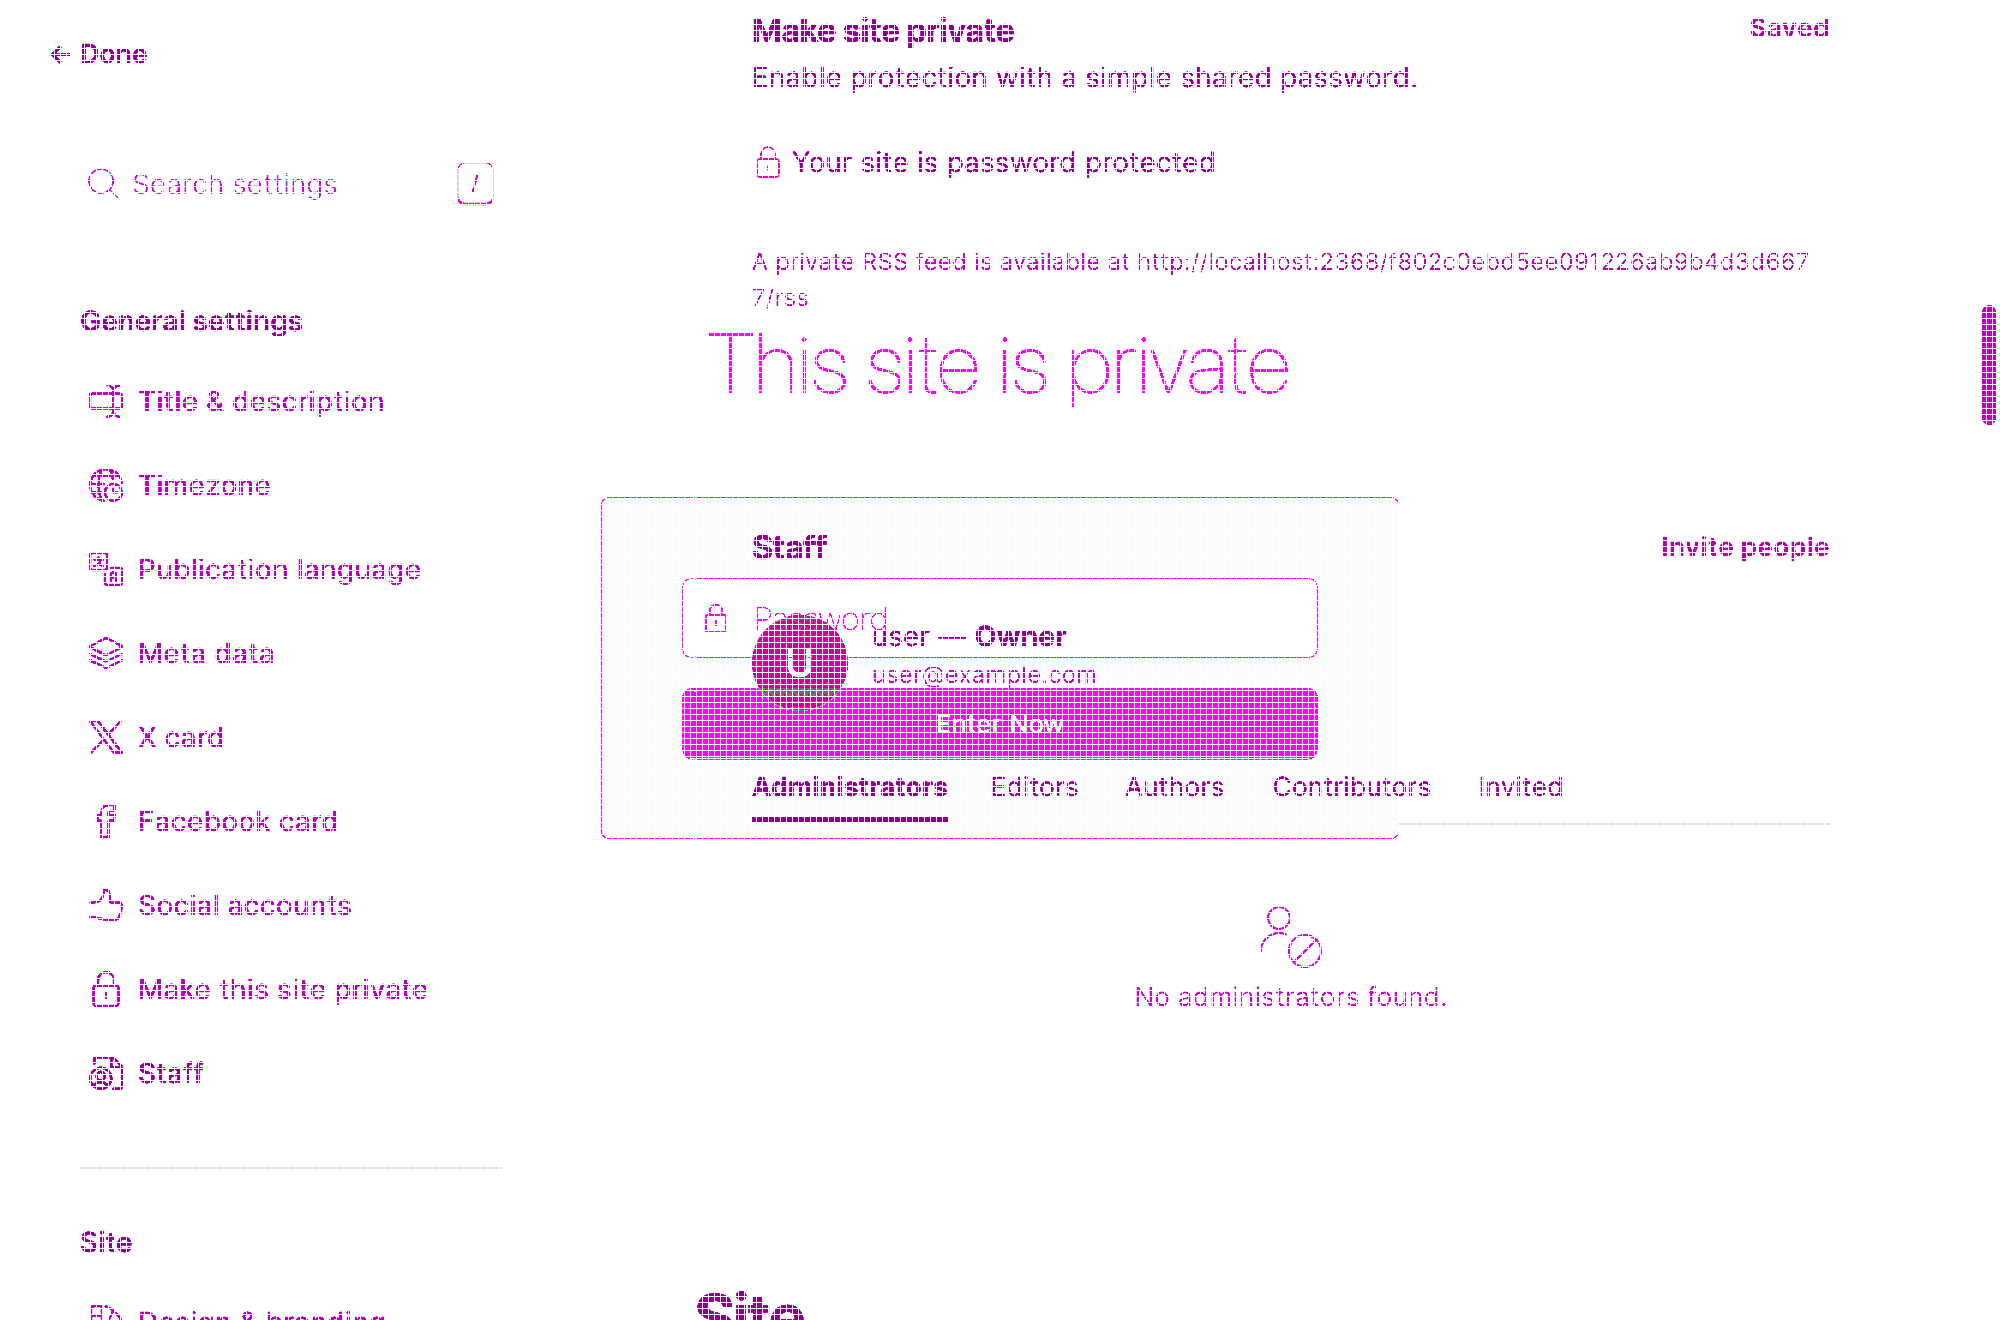 Done
Search settings
/
General settings
Title & description
Timezone
Publication language
Meta data
X card
Facebook card
Social accounts
Make this site private
Staff
Site
Design & branding
Make site private
Saved
Enable protection with a simple shared password.
Your site is password protected
A private RSS feed is available at http://localhost:2368/f802c0ebd5ee091226ab9b4d3d667
7/rss
This site is private
Staff
Invite people
Password
U
user — Owner
user@example.com
Enter Now
Administrators Editors Authors Contributors Invited
No administrators found.
Site